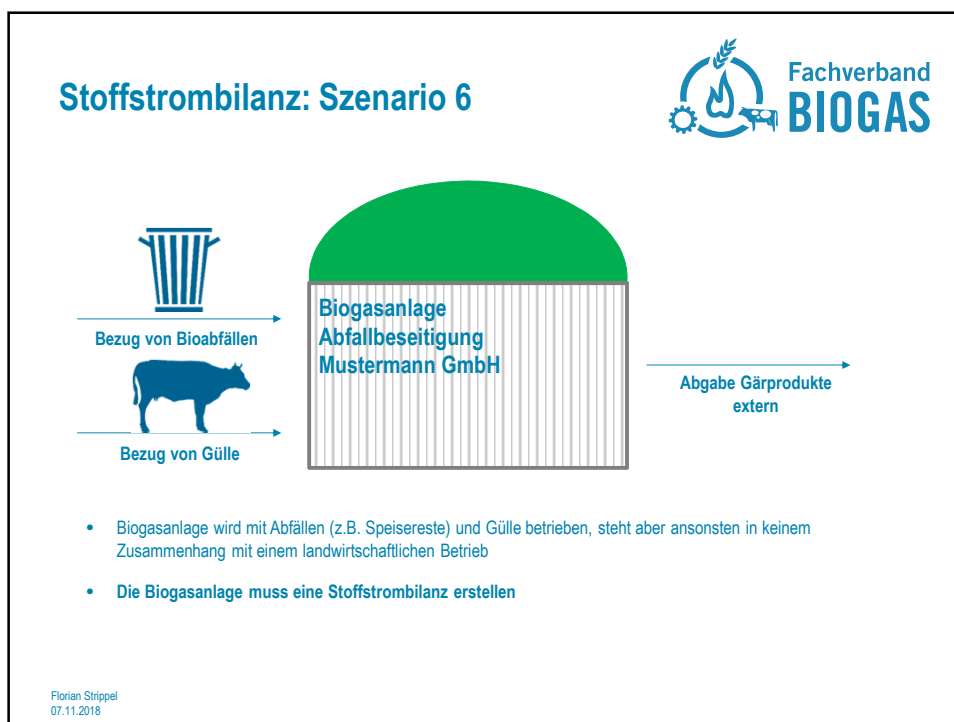 Stoffstrombilanz: Szenario 6
Fachverband
BIOGAS
Biogasanlage
Abfallbeseitigung
Mustermann GmbH
Bezug von Bioabfällen
Abgabe Gärprodukte
extern
Bezug von Gülle
• Biogasanlage wird mit Abfällen (z.B. Speisereste) und Gülle betrieben, steht aber ansonsten in keinem
Zusammenhang mit einem landwirtschaftlichen Betrieb
• Die Biogasanlage muss eine Stoffstrombilanz erstellen
Florian Strippel
07.11.2018